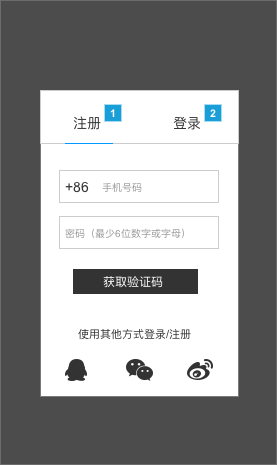 注册 1 登录 2
+86 手机号码
密码（最少6位数字或字母）
获取验证码
使用其他方式登录/注册